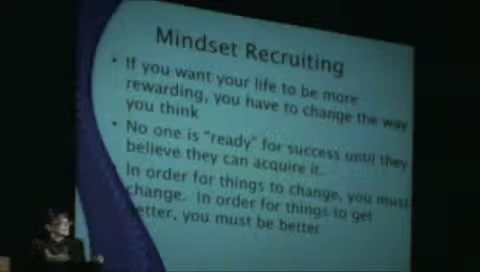 Mindset Recruiting
• If you want your life to be more
rewarding, you have to change the way
you think
• No one is "ready" for success until they
believe they can acquire it.
In order for things to change, you must
change. In order for things to get
better, you must be better